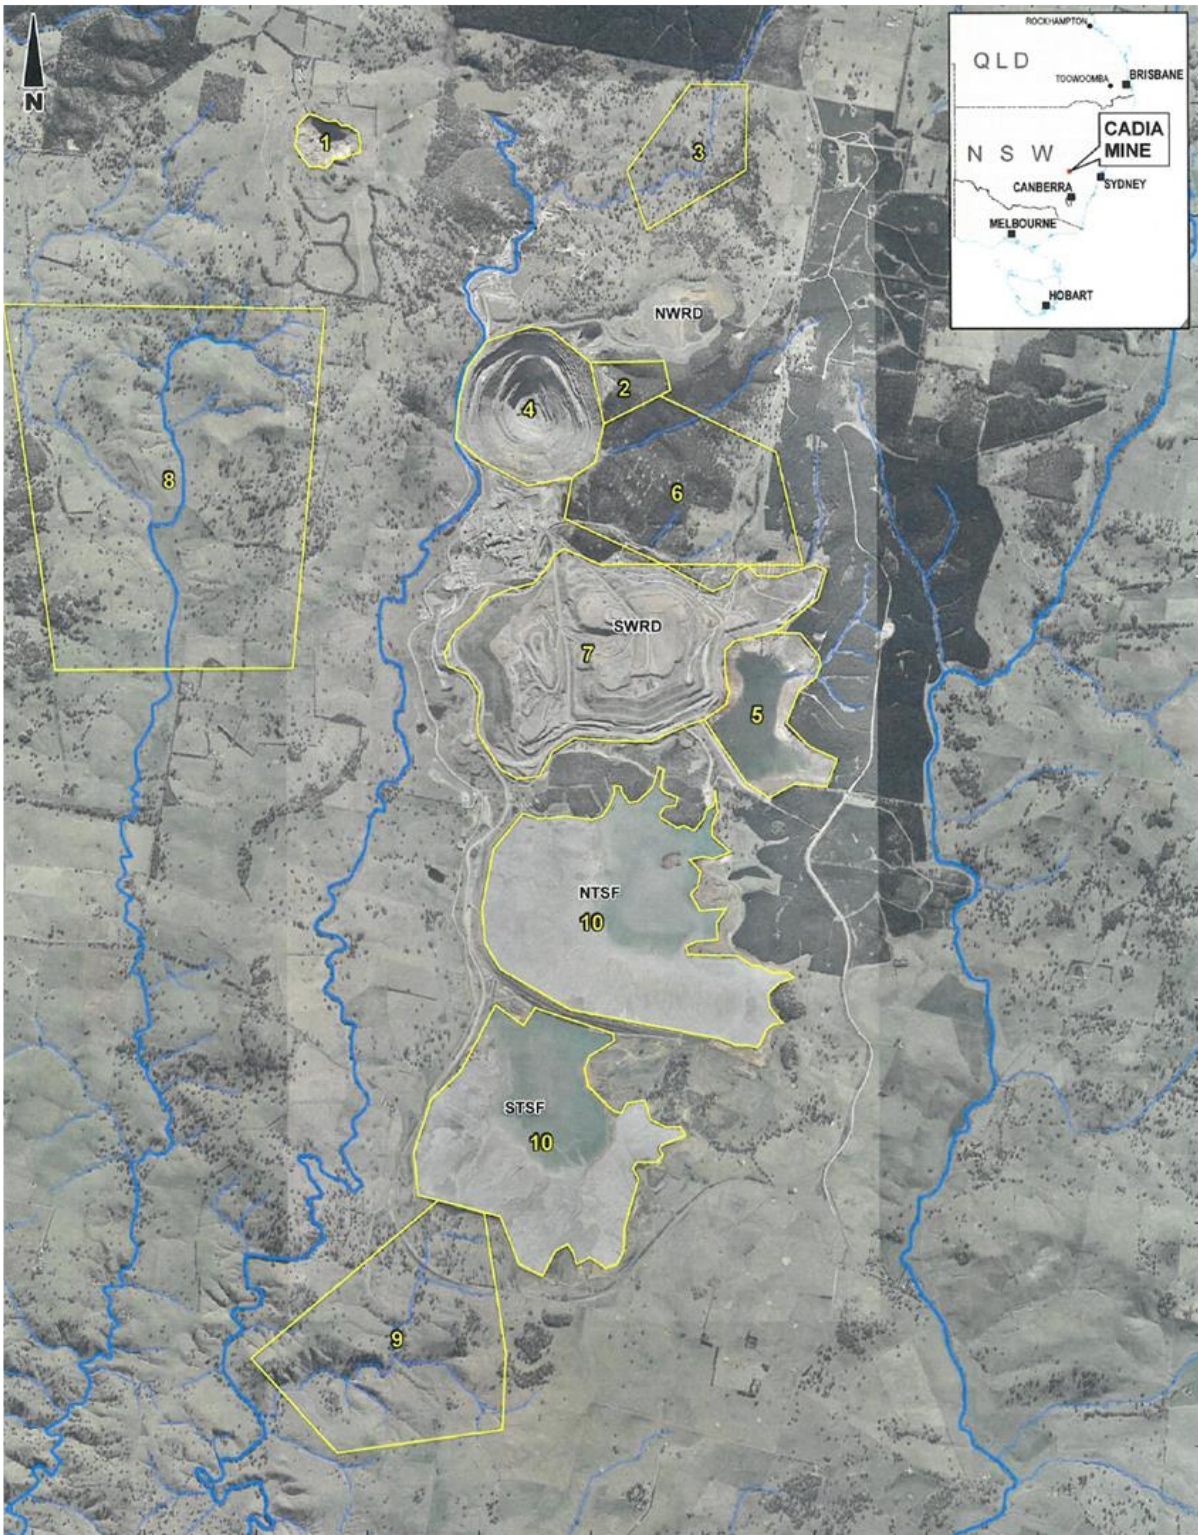 N
ROCKHAMPTON
QLD
TOOWOOMBA
BRISBANE
CADIA
MINE
NSW
SYDNEY
CANBERRA
MELBOURNE
HOBART
1
3
NWRD
2
4
8
6
SWRD
7
5
NTSF
10
STSF
10
9